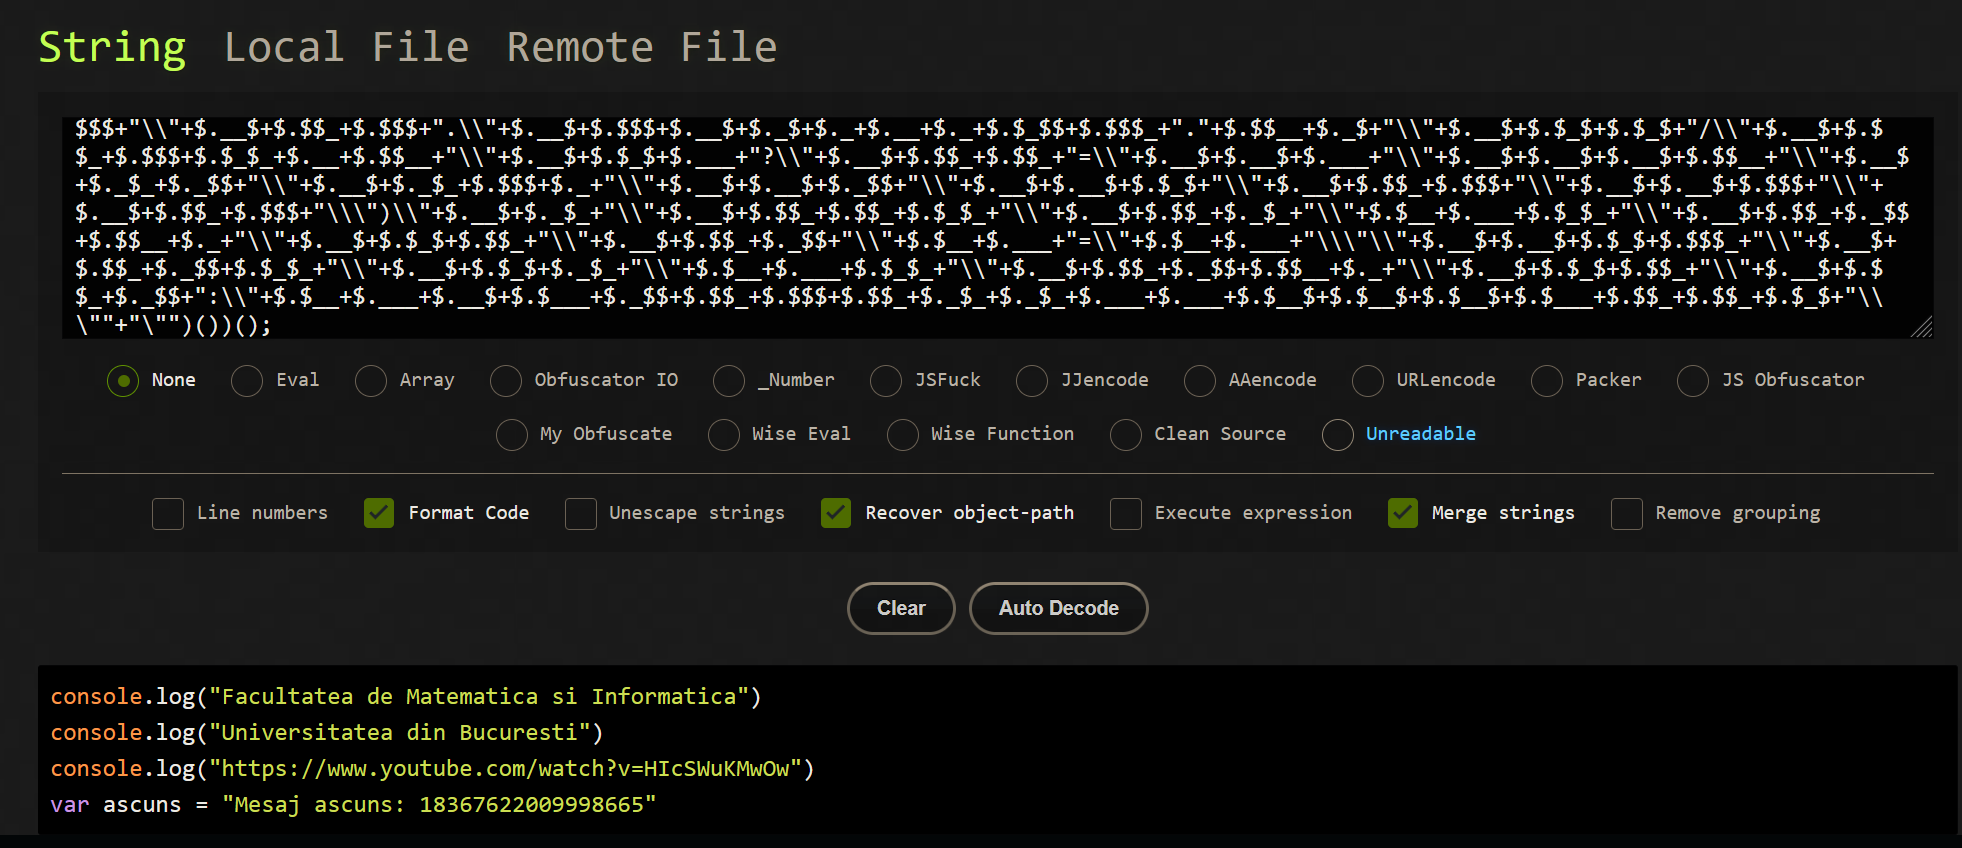 String Local File Remote File
$$$+"\\"+$.__$+$.$$_+$.$$$+".\\"+$.__$+$.$$$+$.__$+$._$+$._+$.__+$._+$.$_$$+$.$$$_+"."+$.$$__+$._$+"\\"+$.__$+$.$_$+$.$_$+"/\\"+$.__$+$.$
$_+$.$$$+$.$_$_+$.__+$.$$__+"\\"+$.__$+$.$_$+$.___+"?\\"+$.__$+$.$$_+$.$$_+"=\\"+$.__$+$.__$+$.___+"\\"+$.__$+$.__$+$.__$+$.$$__+"\\"+$.__$
+$._$_+$._$$+"\\"+$.__$+$._$_+$.$$$+$._+"\\"+$.__$+$.__$+$._$$+"\\"+$.__$+$.__$+$.$_$+"\\"+$.__$+$.$$_+$.$$$+"\\"+$.__$+$.__$+$.$$$+"\\"+
$.__$+$.$$_+$.$$$+"\\\")\\"+$.__$+$._$_+"\\"+$.__$+$.$$_+$.$$_+$.$_$_+"\\"+$.__$+$.$$_+$._$_+"\\"+$.$__+$.___+$.$_$_+"\\"+$.__$+$.$$_+$._$$
+$.$$__+$._+"\\"+$.__$+$.$_$+$.$$_+"\\"+$.__$+$.$$_+$._$$+"\\"+$.$__+$.___+"=\\"+$.$__+$.___+"\\\"\\"+$.__$+$.__$+$.$_$+$.$$$_+"\\"+$.__$+
$.$$_+$._$$+$.$_$_+"\\"+$.__$+$.$_$+$._$_+"\\"+$.$__+$.___+$.$_$_+"\\"+$.__$+$.$$_+$._$$+$.$$__+$._+"\\"+$.__$+$.$_$+$.$$_+"\\"+$.__$+$.$
$_+$._$$+":\\"+$.$__+$.___+$.__$+$.$___+$._$$+$.$$_+$.$$$+$.$$_+$._$_+$._$_+$.___+$.___+$.$__$+$.$__$+$.$__$+$.$___+$.$$_+$.$$_+$.$_$+"\\
\""+"\"")())();
None Eval Array Obfuscator IO _Number JSFuck JJencode AAencode URLencode Packer JS Obfuscator
My Obfuscate Wise Eval Wise Function Clean Source Unreadable
Line numbers Format Code Unescape strings Recover object-path Execute expression Merge strings Remove grouping
Clear Auto Decode
console.log("Facultatea de Matematica si Informatica")
console.log("Universitatea din Bucuresti")
console.log("https://www.youtube.com/watch?v=HIcSWuKMwOw")
var ascuns = "Mesaj ascuns: 18367622009998665"